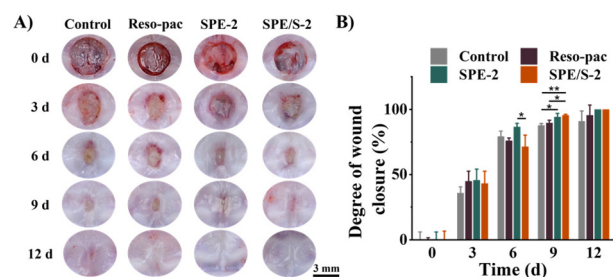 A)
Control Reso-pac SPE-2 SPE/S-2
0 d
3 d
6 d
9 d
12 d
3 mm
B)
Control Reso-pac
SPE-2 SPE/S-2
Degree of wound
closure (%)
100
50
0
*
**
*
*
0 3 6 9 12
Time (d)